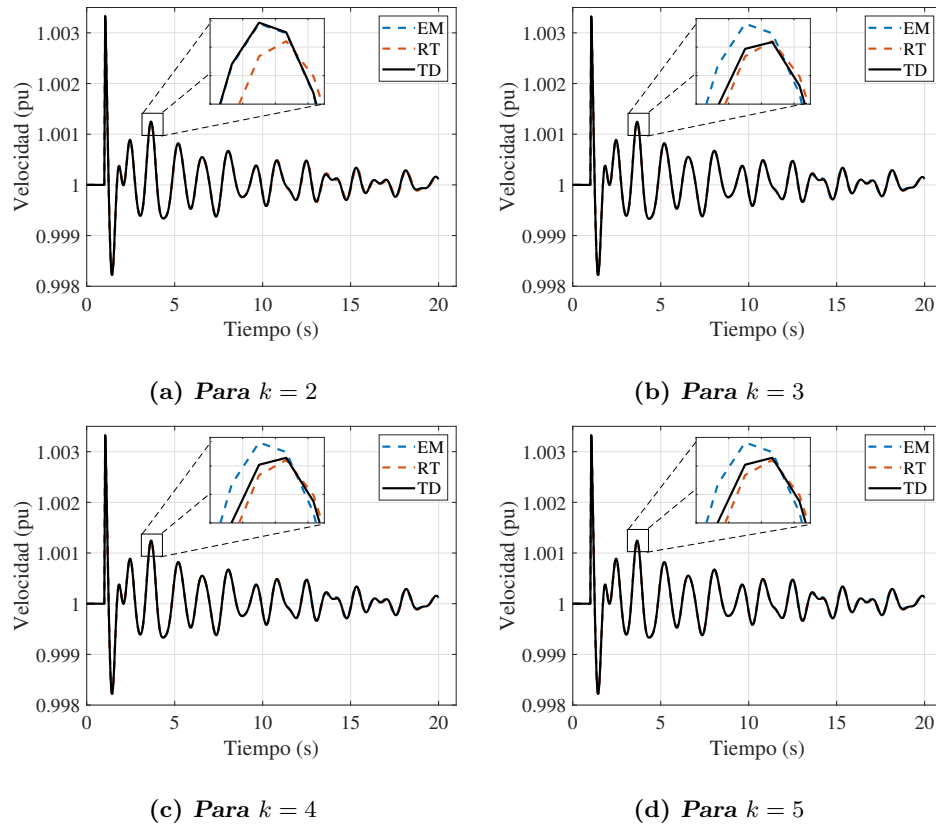 1.003
1.002
1.001
1
0.999
0.998
Velocidad (pu)
0
5
10
15
20
Tiempo (s)
EM
RT
TD
(a) Para k = 2
1.003
1.002
1.001
1
0.999
0.998
Velocidad (pu)
0
5
10
15
20
Tiempo (s)
EM
RT
TD
(b) Para k = 3
1.003
1.002
1.001
1
0.999
0.998
Velocidad (pu)
0
5
10
15
20
Tiempo (s)
EM
RT
TD
(c) Para k = 4
1.003
1.002
1.001
1
0.999
0.998
Velocidad (pu)
0
5
10
15
20
Tiempo (s)
EM
RT
TD
(d) Para k = 5